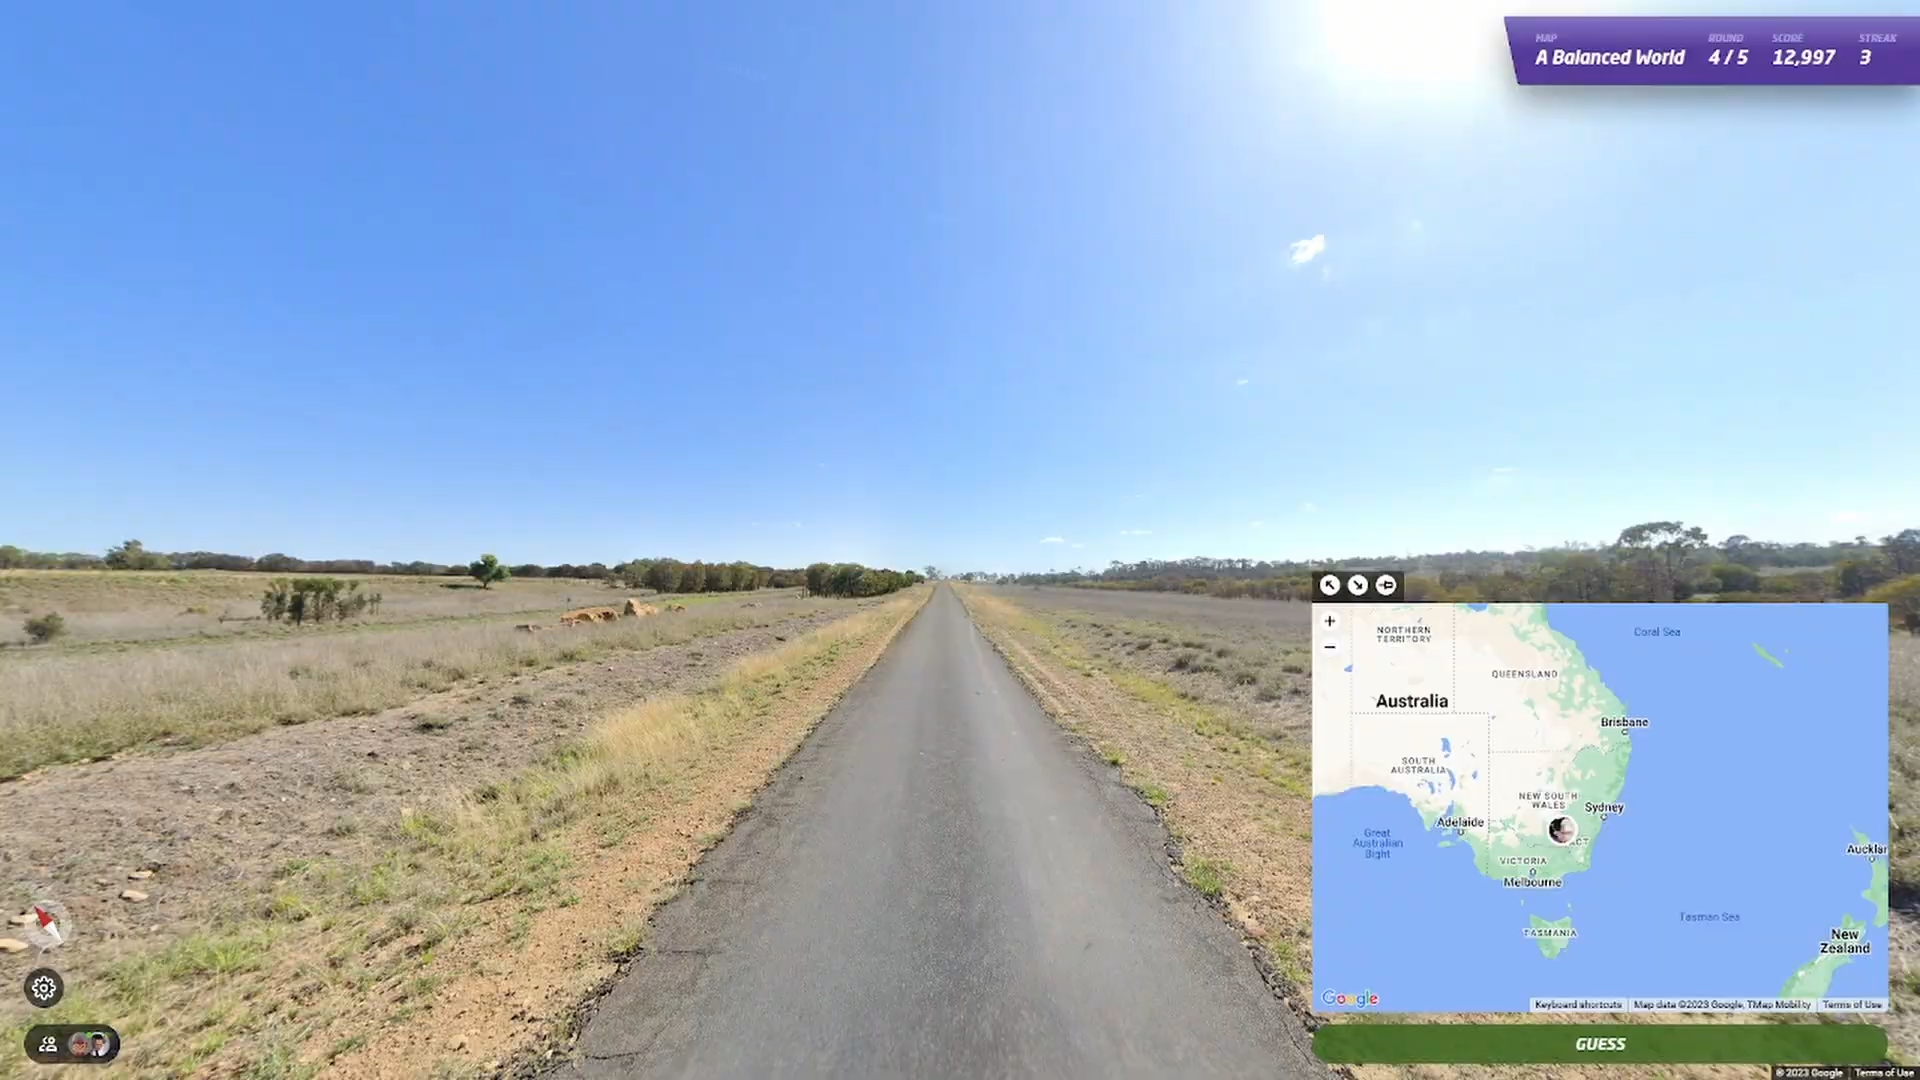 MAP
A Balanced World
ROUND
4 / 5
SCORE
12,997
STREAK
3
Coral Sea
NORTHERN
TERRITORY
QUEENSLAND
Australia
Brisbane
SOUTH
AUSTRALIA
NEW SOUTH
WALES
Sydney
Adelaide
Great
Australian
Bight
ACT
VICTORIA
Melbourne
Aucklan
Tasman Sea
TASMANIA
New
Zealand
Google
Keyboard shortcuts
Map data ©2023 Google, TMap Mobility
Terms of Use
GUESS
© 2023 Google
Terms of Use